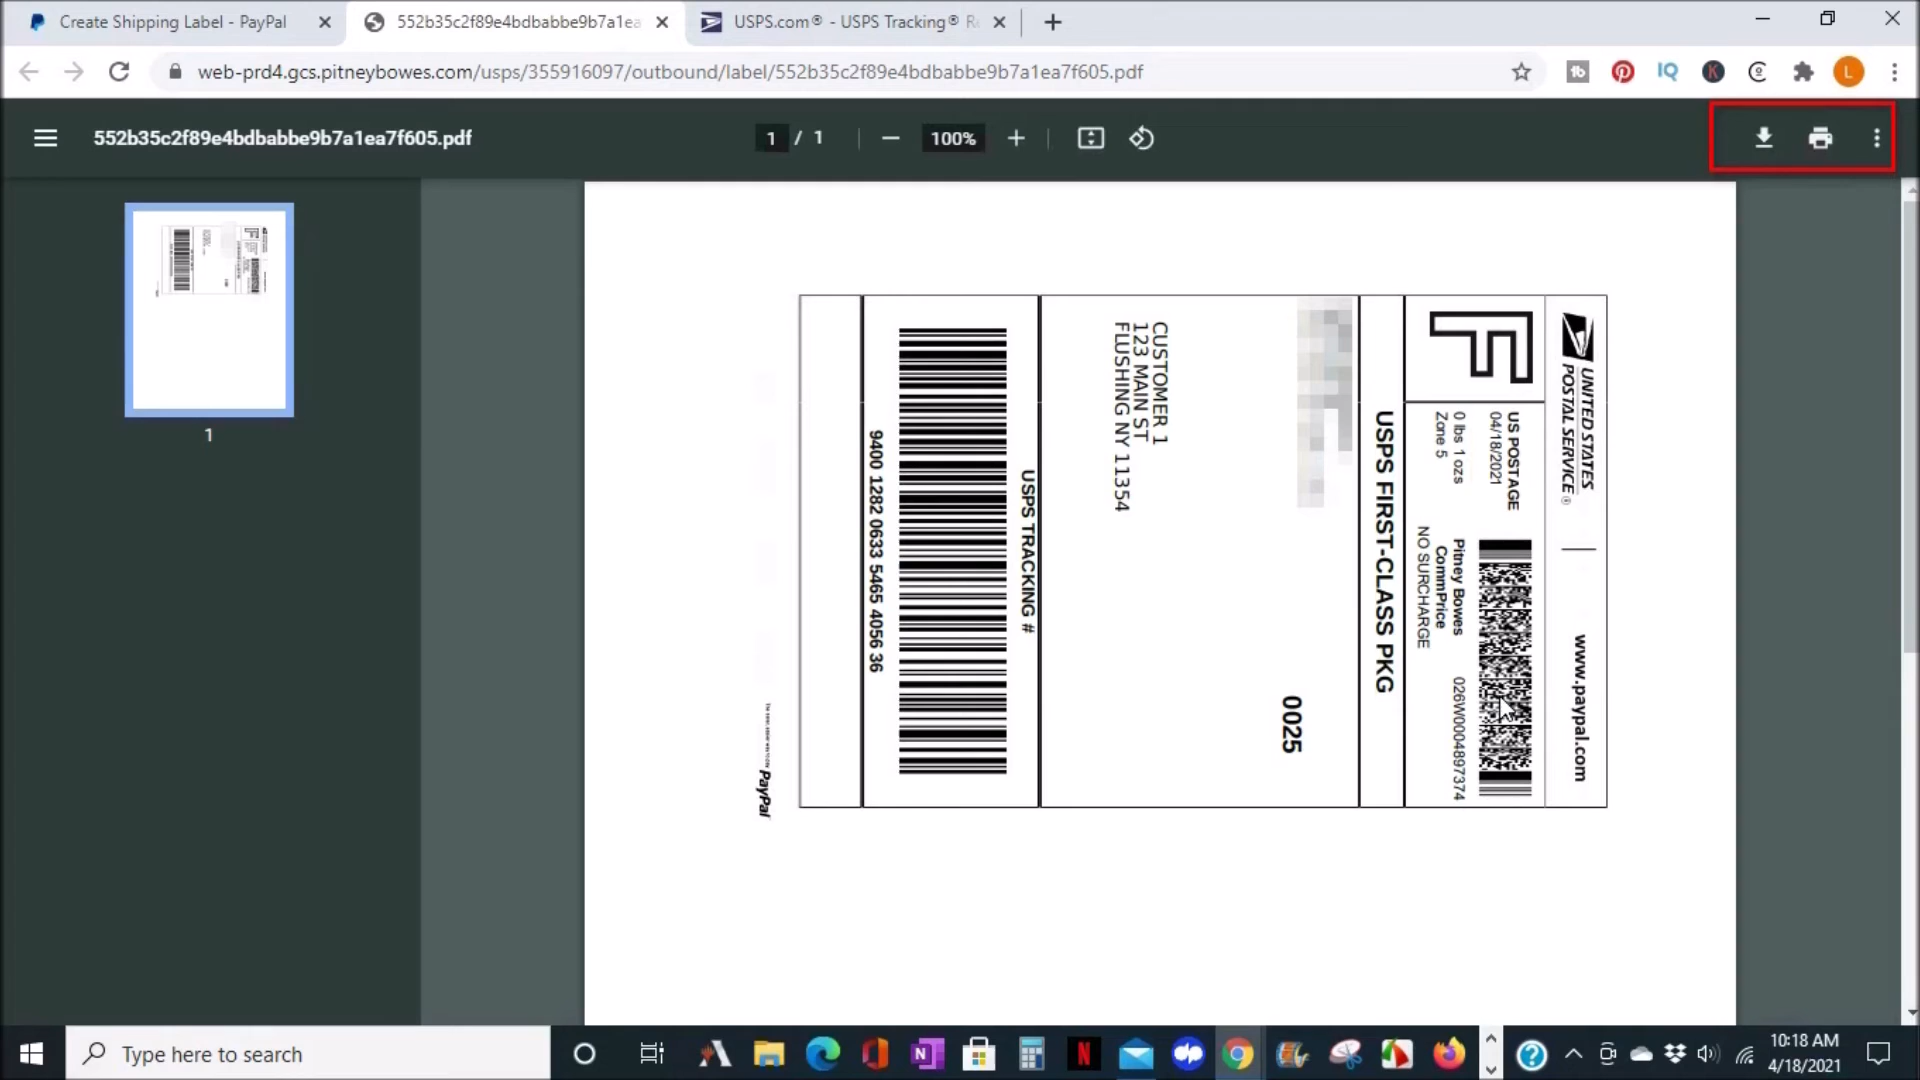 Create Shipping Label - PayPal
552b35c2f89e4bdbabbe9b7a1ea
USPS.com® - USPS Tracking® R
web-prd4.gcs.pitneybowes.com/usps/355916097/outbound/label/552b35c2f89e4bdbabbe9b7a1ea7f605.pdf
tb
IQ
K
C
L
552b35c2f89e4bdbabbe9b7a1ea7f605.pdf
1 / 1
100%
1
UNITED STATES
POSTAL SERVICE®
www.paypal.com
F
US POSTAGE
04/18/2021
0 lbs 1 ozs
Zone 5
Pitney Bowes
CommPrice
NO SURCHARGE
026W0004897374
USPS FIRST-CLASS PKG
0025
CUSTOMER 1
123 MAIN ST
FLUSHING NY 11354
USPS TRACKING #
9400 1282 0633 5465 4056 36
PayPal
Type here to search
10:18 AM
4/18/2021